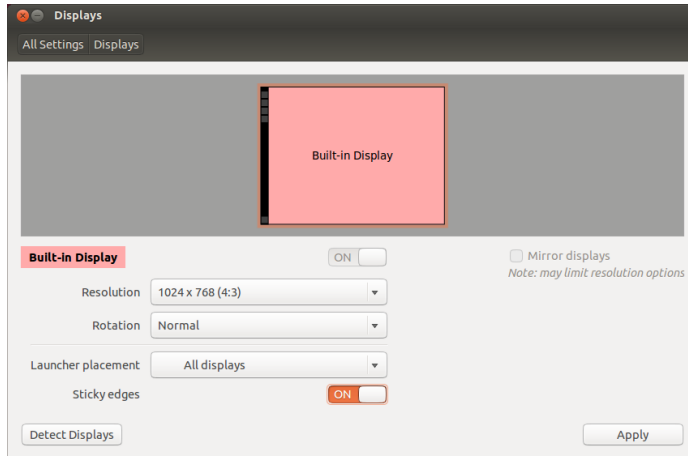 Displays
All Settings Displays
Built-in Display
Built-in Display ON Mirror displays
Note: may limit resolution options
Resolution 1024 x 768 (4:3)
Rotation Normal
Launcher placement All displays
Sticky edges ON
Detect Displays Apply